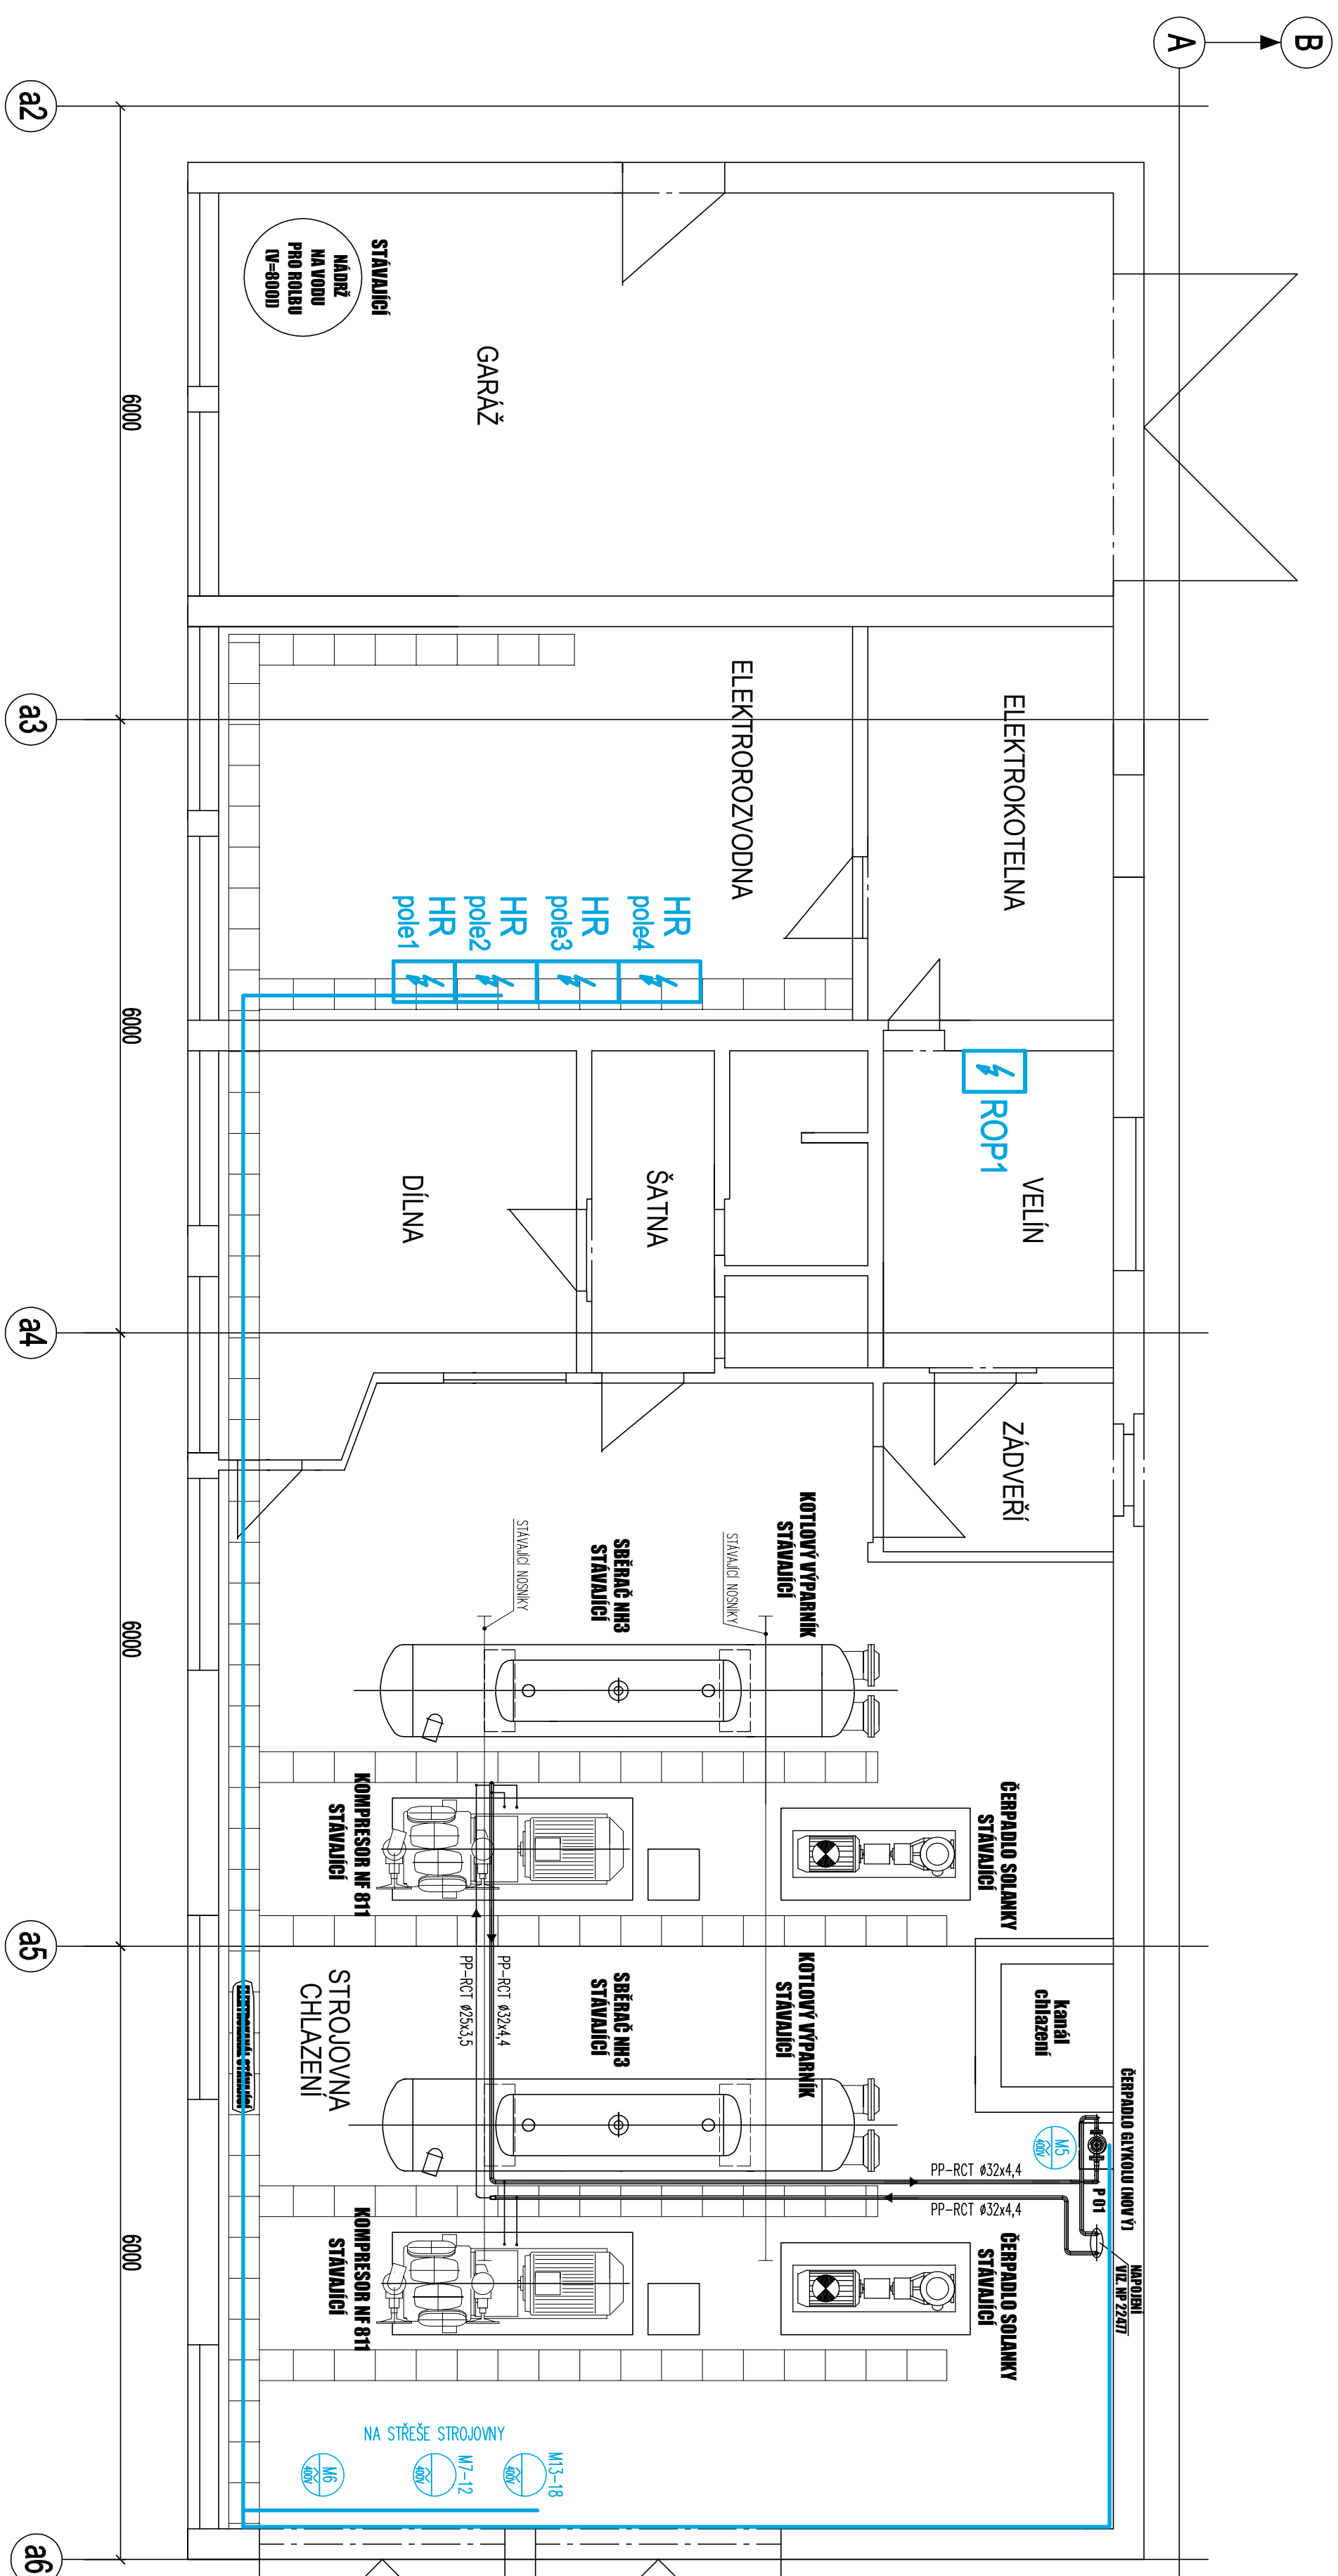 B
A
a2
a3
a4
a5
a6
6000
6000
6000
6000
STÁVAJÍCÍ
NÁDRŽ
NA VODU
PRO ROLBU
GARÁŽ
ELEKTROROZVODNA
ELEKTROKOTELNA
HR
pole4
HR
pole3
HR
pole2
HR
pole1
ROP1
VELÍN
ŠATNA
DÍLNA
ZÁDVEŘÍ
KOTLOVÝ VÝPARNÍK
STÁVAJÍCÍ
STÁVAJÍCÍ NOSNÍKY
SBĚRAČ NH3
STÁVAJÍCÍ
STÁVAJÍCÍ NOSNÍKY
ČERPADLO SOLANKY
STÁVAJÍCÍ
KOMPRESOR NF 811
STÁVAJÍCÍ
kanál
chlazení
KOTLOVÝ VÝPARNÍK
STÁVAJÍCÍ
SBĚRAČ NH3
STÁVAJÍCÍ
PP-RCT ø32x4,4
PP-RCT ø25x3,5
STROJOVNA
CHLAZENÍ
ČERPADLO GLYKOLU (NOVÝ)
P 01
M5
400V
NAPOJENÍ
VIZ. NP 22477
PP-RCT ø32x4,4
PP-RCT ø32x4,4
ČERPADLO SOLANKY
STÁVAJÍCÍ
KOMPRESOR NF 811
STÁVAJÍCÍ
NA STŘEŠE STROJOVNY
M13-18
400V
M7-12
400V
M6
400V